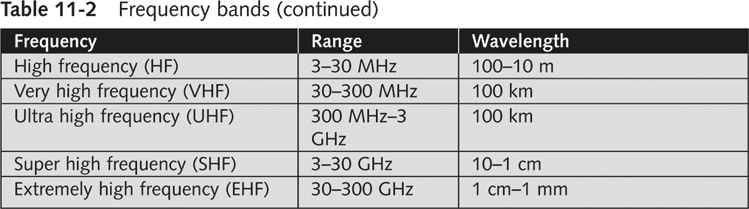 Table 11-2 Frequency bands (continued)
Frequency Range Wavelength
High frequency (HF) 3–30 MHz 100–10 m
Very high frequency (VHF) 30–300 MHz 100 km
Ultra high frequency (UHF) 300 MHz–3 100 km
GHz
Super high frequency (SHF) 3–30 GHz 10–1 cm
Extremely high frequency (EHF) 30–300 GHz 1 cm–1 mm